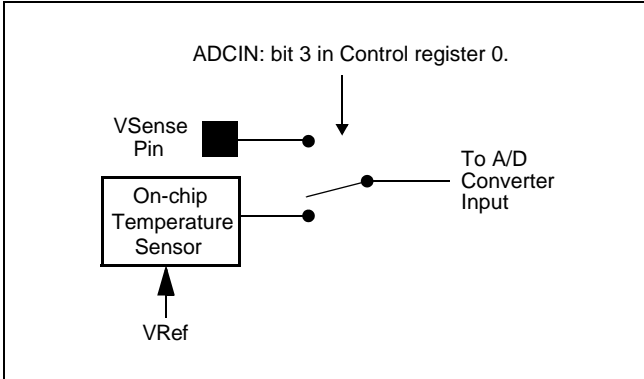 ADCIN: bit 3 in Control register 0.
VSense
Pin
To A/D
Converter
Input
On-chip
Temperature
Sensor
VRef